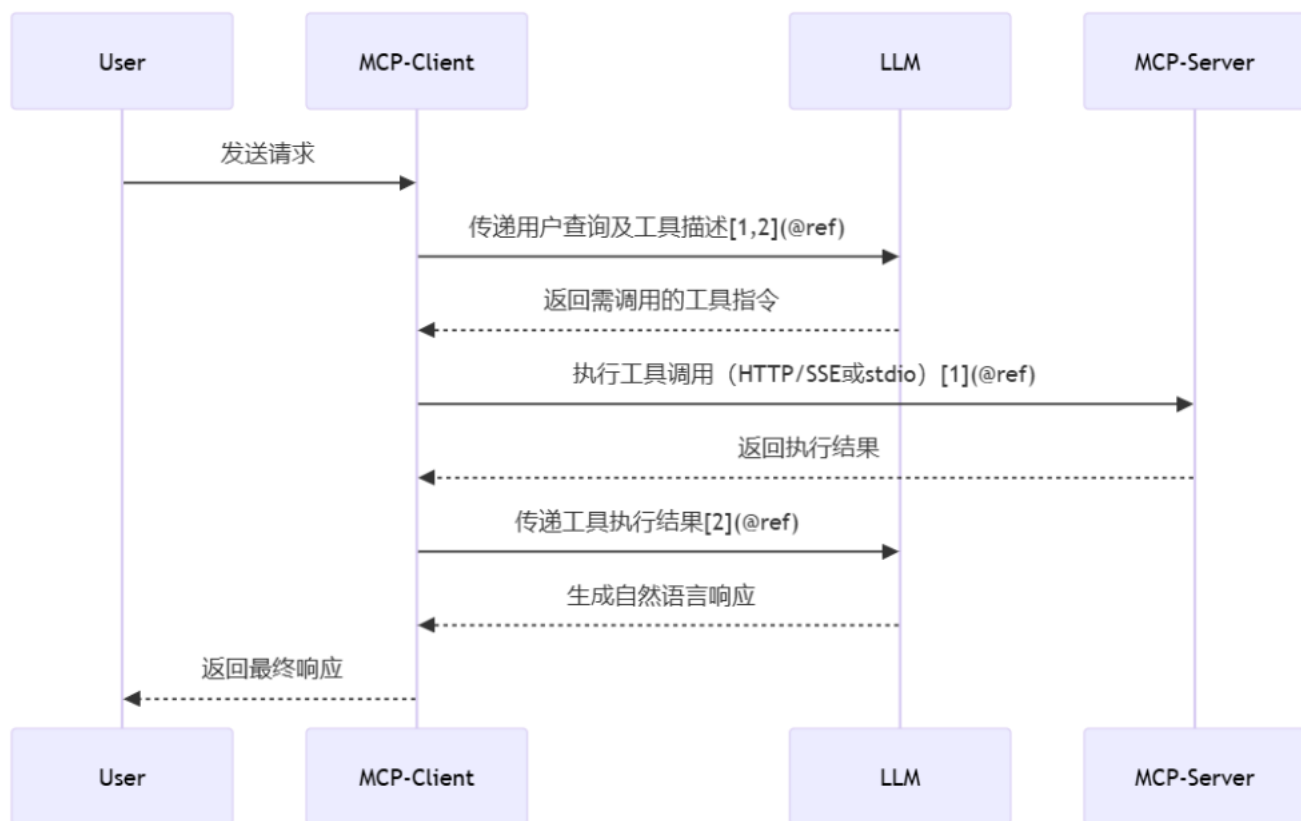 User
MCP-Client
LLM
MCP-Server
发送请求
传递用户查询及工具描述[1,2](@ref)
返回需调用的工具指令
执行工具调用（HTTP/SSE或stdio）[1](@ref)
返回执行结果
传递工具执行结果[2](@ref)
生成自然语言响应
返回最终响应
User
MCP-Client
LLM
MCP-Server